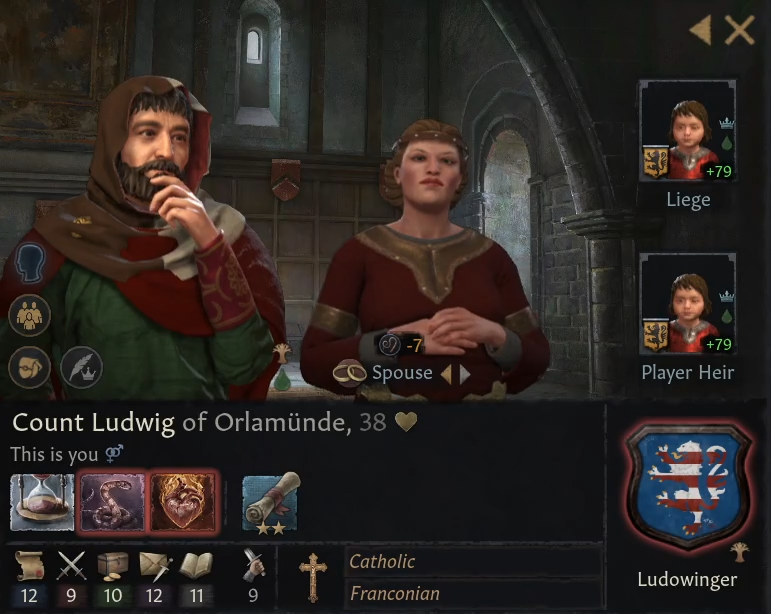 +79
Liege
+79
Player Heir
-7
Spouse
Count Ludwig of Orlamünde, 38
This is you
12 9 10 12 11 9
Catholic
Franconian
Ludowinger